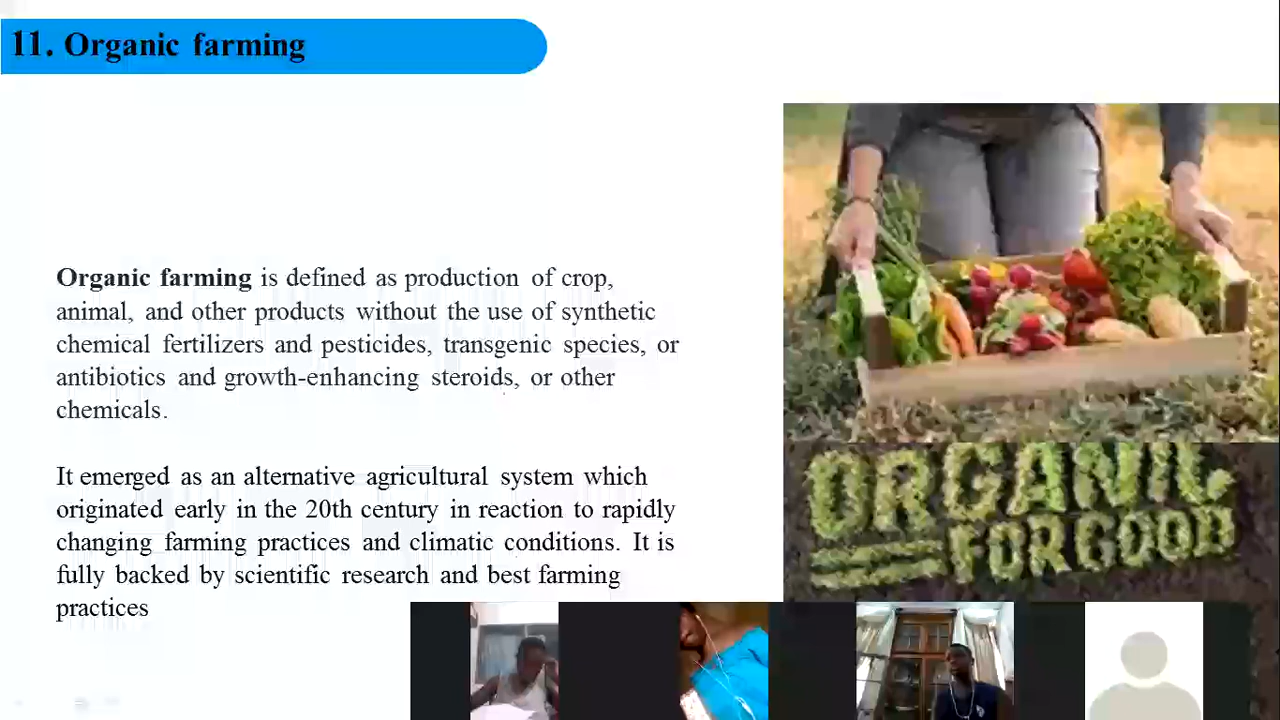 11. Organic farming
Organic farming is defined as production of crop,
animal, and other products without the use of synthetic
chemical fertilizers and pesticides, transgenic species, or
antibiotics and growth-enhancing steroids, or other
chemicals.
It emerged as an alternative agricultural system which
originated early in the 20th century in reaction to rapidly
changing farming practices and climatic conditions. It is
fully backed by scientific research and best farming
practices
ORGANIC
FOR GOOD